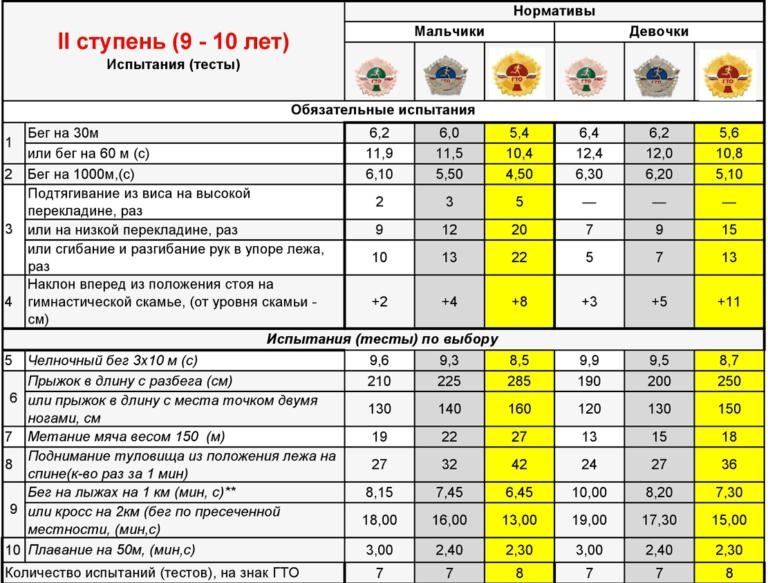 II ступень (9 - 10 лет)
Испытания (тесты)
Нормативы
Мальчики Девочки
ГТО ГТО ГТО ГТО ГТО ГТО
Обязательные испытания
1 Бег на 30м 6,2 6,0 5,4 6,4 6,2 5,6
или бег на 60 м (с) 11,9 11,5 10,4 12,4 12,0 10,8
2 Бег на 1000м,(с) 6,10 5,50 4,50 6,30 6,20 5,10
3 Подтягивание из виса на высокой
перекладине, раз 2 3 5 — — —
или на низкой перекладине, раз 9 12 20 7 9 15
или сгибание и разгибание рук в упоре лежа,
раз 10 13 22 5 7 13
4 Наклон вперед из положения стоя на
гимнастической скамье, (от уровня скамьи -
см) +2 +4 +8 +3 +5 +11
Испытания (тесты) по выбору
5 Челночный бег 3х10 м (с) 9,6 9,3 8,5 9,9 9,5 8,7
6 Прыжок в длину с разбега (см) 210 225 285 190 200 250
или прыжок в длину с места точком двумя
ногами, см 130 140 160 120 130 150
7 Метание мяча весом 150 (м) 19 22 27 13 15 18
8 Поднимание туловища из положения лежа на
спине(к-во раз за 1 мин) 27 32 42 24 27 36
9 Бег на лыжах на 1 км (мин, с)** 8,15 7,45 6,45 10,00 8,20 7,30
или кросс на 2км (бег по пресеченной
местности, (мин,с) 18,00 16,00 13,00 19,00 17,30 15,00
10 Плавание на 50м, (мин,с) 3,00 2,40 2,30 3,00 2,40 2,30
Количество испытаний (тестов), на знак ГТО 7 7 8 7 7 8